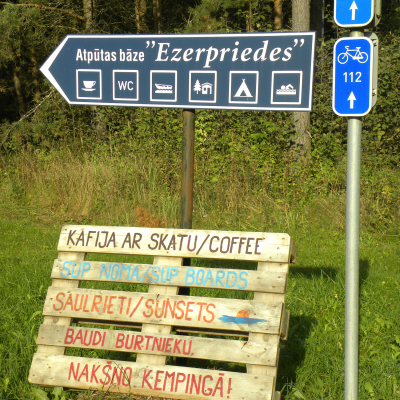 Atpūtas bāze "Ezerpriedes"
WC
112
KAFIJA AR SKATU/COFFEE
SUP NOMA/SUP BOARDS
SAULRIETI/SUNSETS
BAUDI BURTNIEKU.
NAKŠŅO KEMPINGĀ!